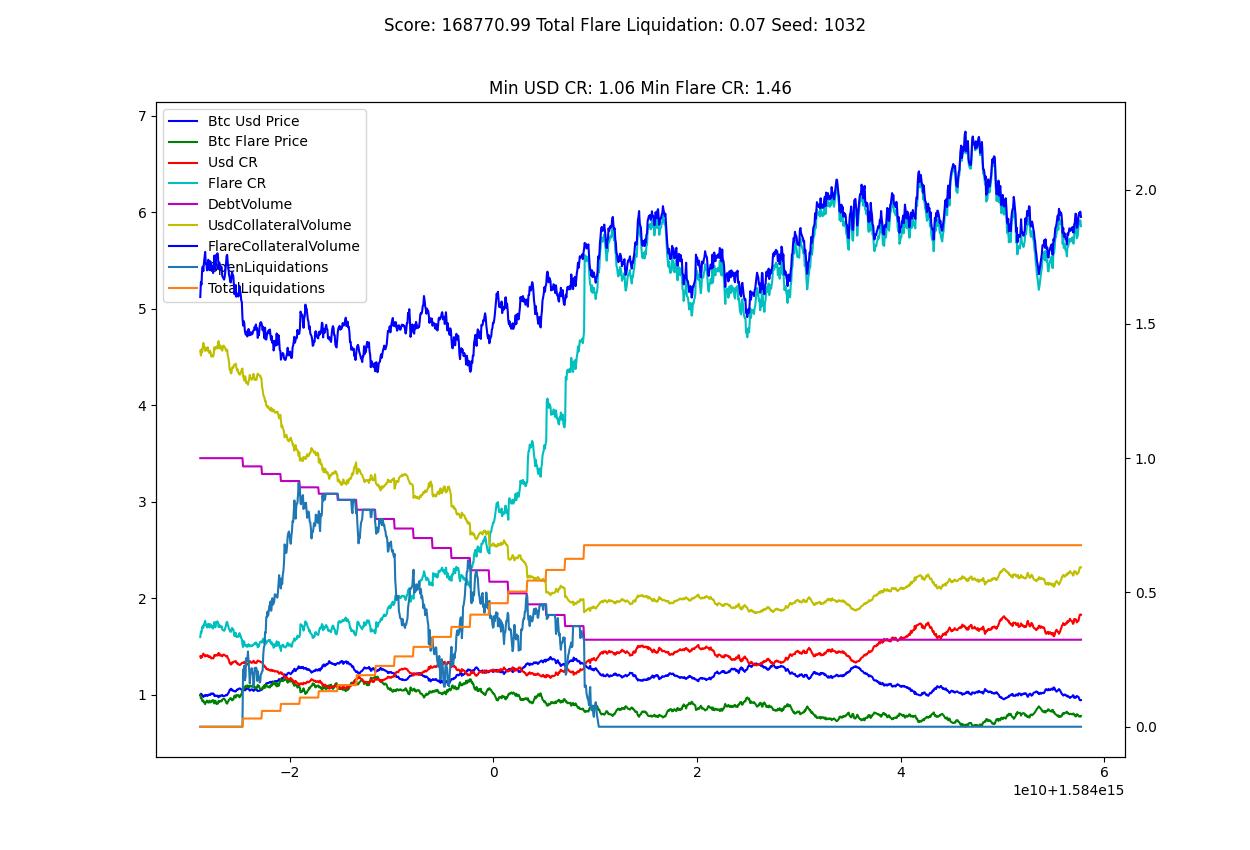 Score: 168770.99 Total Flare Liquidation: 0.07 Seed: 1032
Min USD CR: 1.06 Min Flare CR: 1.46
Btc Usd Price
Btc Flare Price
Usd CR
Flare CR
DebtVolume
UsdCollateralVolume
FlareCollateralVolume
OpenLiquidations
TotalLiquidations
7
6
5
4
3
2
1
2.0
1.5
1.0
0.5
0.0
−2
0
2
4
6
1e10+1.584e15